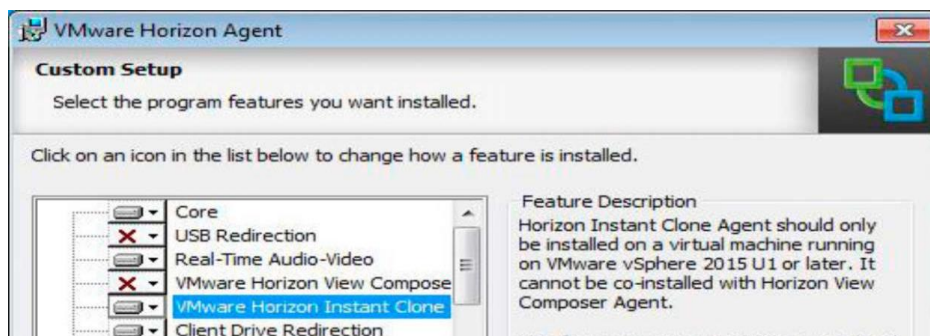 VMware Horizon Agent
Custom Setup
Select the program features you want installed.
Click on an icon in the list below to change how a feature is installed.
Core
USB Redirection
Real-Time Audio-Video
VMware Horizon View Compose
VMware Horizon Instant Clone
Client Drive Redirection
Feature Description
Horizon Instant Clone Agent should only
be installed on a virtual machine running
on VMware vSphere 2015 U1 or later. It
cannot be co-installed with Horizon View
Composer Agent.